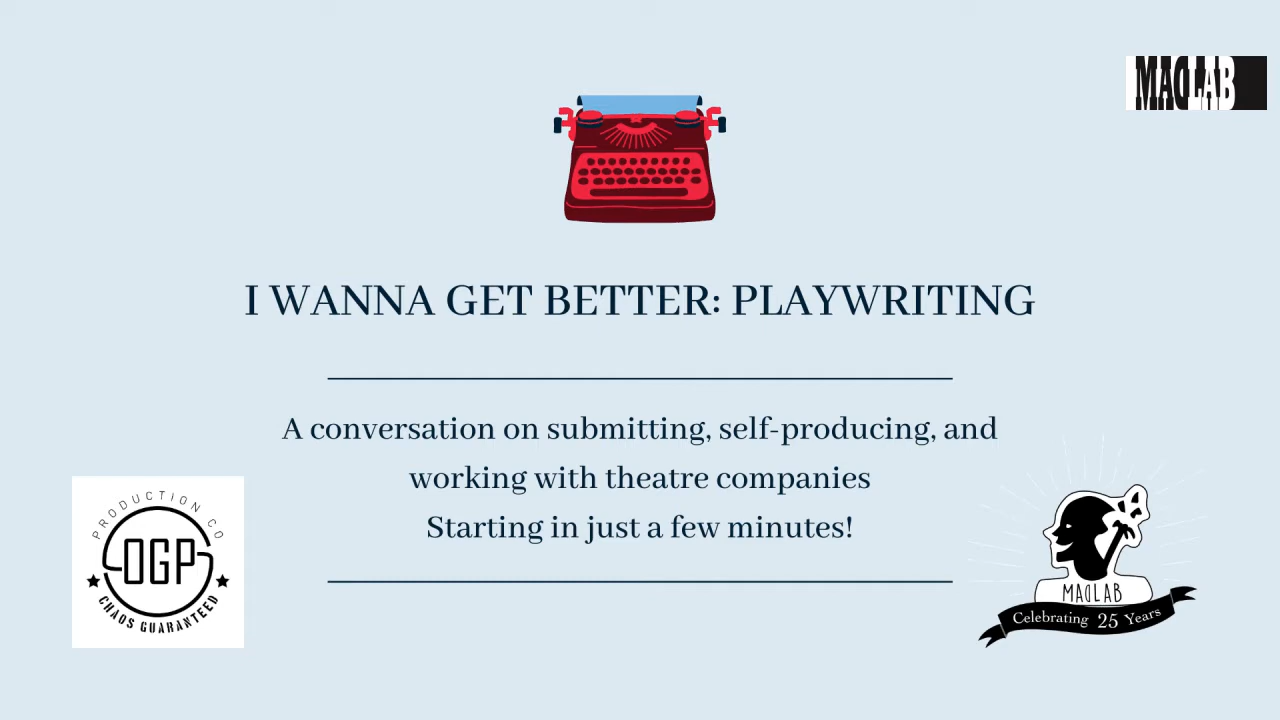 MADLAB
I WANNA GET BETTER: PLAYWRITING
A conversation on submitting, self-producing, and
working with theatre companies
Starting in just a few minutes!
PRODUCTION CO
OGP
CHAOS GUARANTEED
MADLAB
Celebrating 25 Years